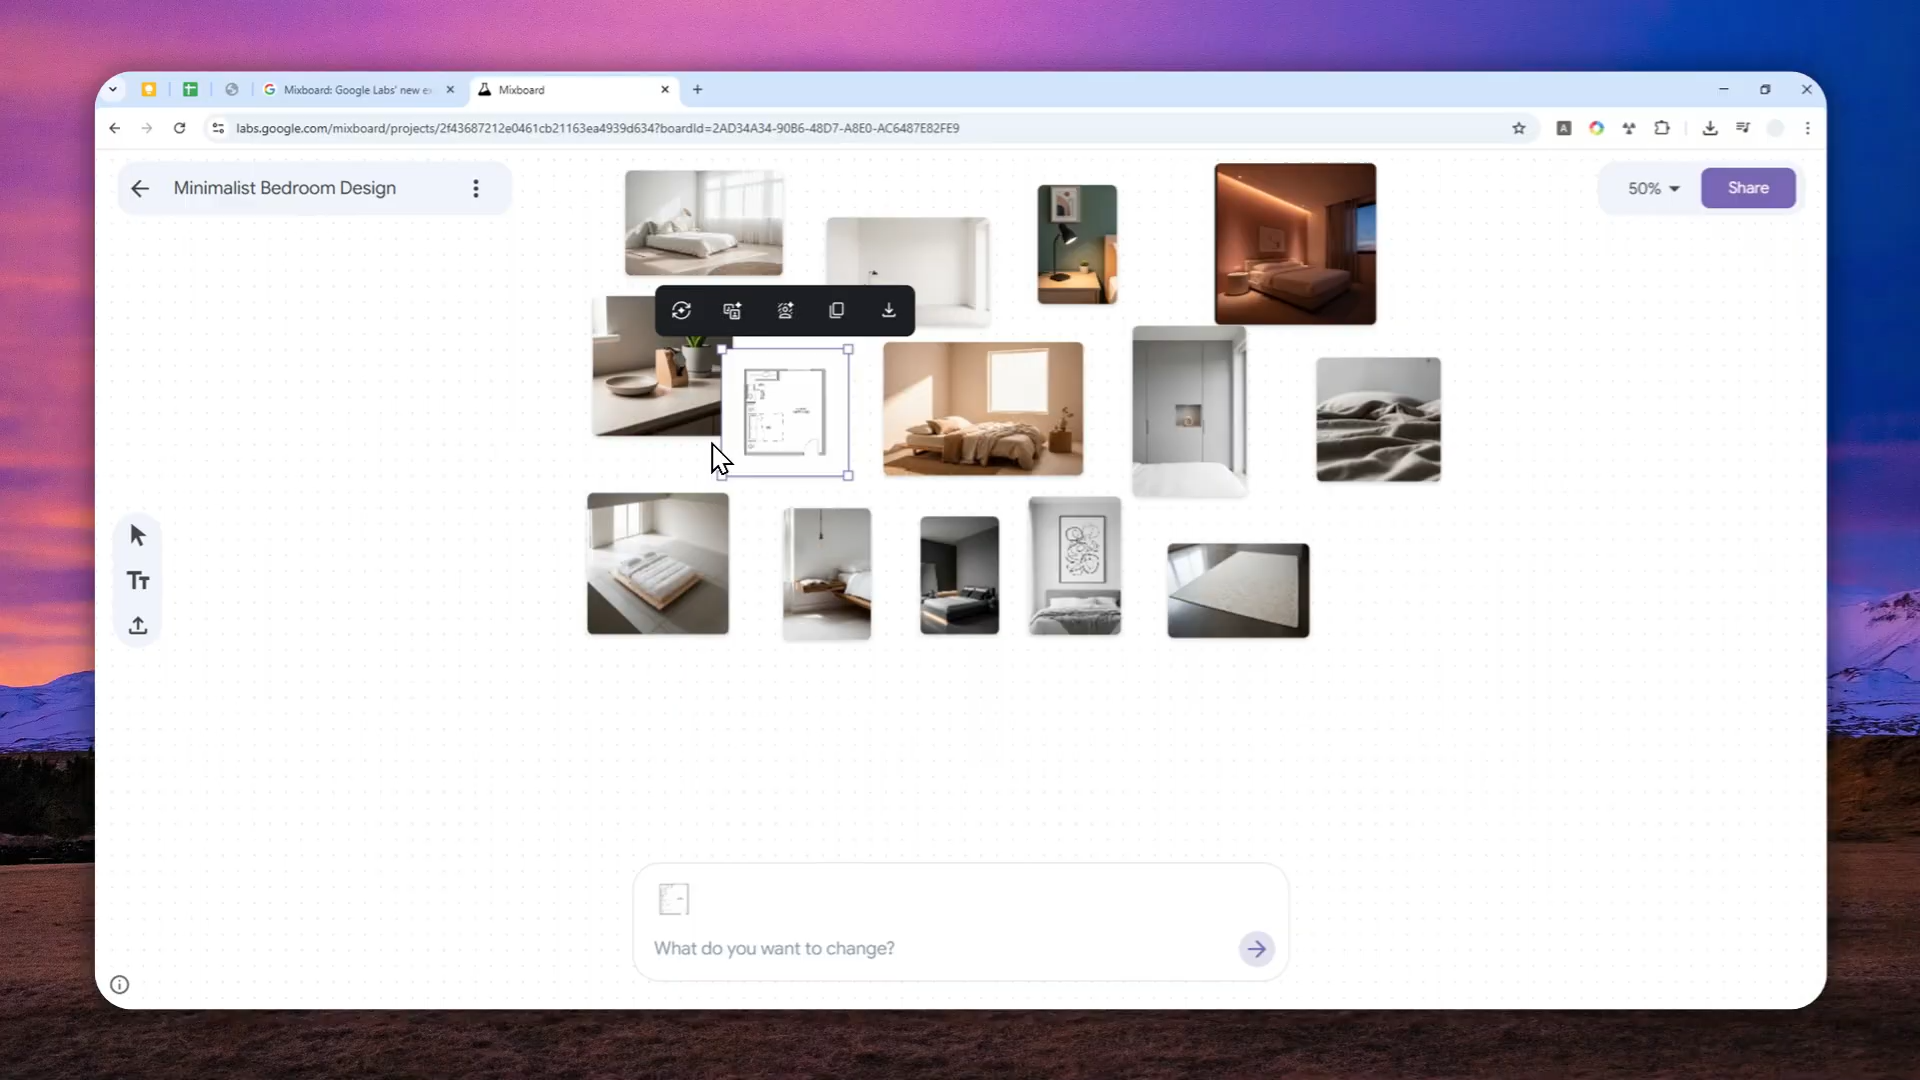 Mixboard: Google Labs' new e
Mixboard
labs.google.com/mixboard/projects/2f43687212e0461cb21163ea4939d634?boardId=2AD34A34-90B6-48D7-A8E0-AC6487E82FE9
A
Minimalist Bedroom Design
50%
Share
Tт
What do you want to change?